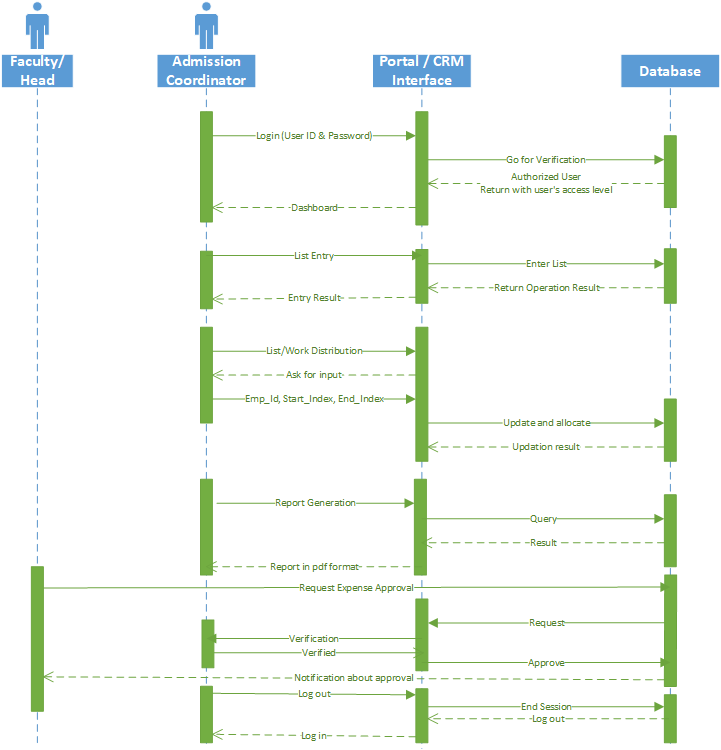 Faculty/
Head
Admission
Coordinator
Portal / CRM
Interface
Database
Login (User ID & Password)
Go for Verification
Authorized User
Return with user's access level
Dashboard
List Entry
Enter List
Return Operation Result
Entry Result
List/Work Distribution
Ask for input
Emp_Id, Start_Index, End_Index
Update and allocate
Updation result
Report Generation
Query
Result
Report in pdf format
Request Expense Approval
Request
Verification
Verified
Approve
Notification about approval
Log out
End Session
Log out
Log in